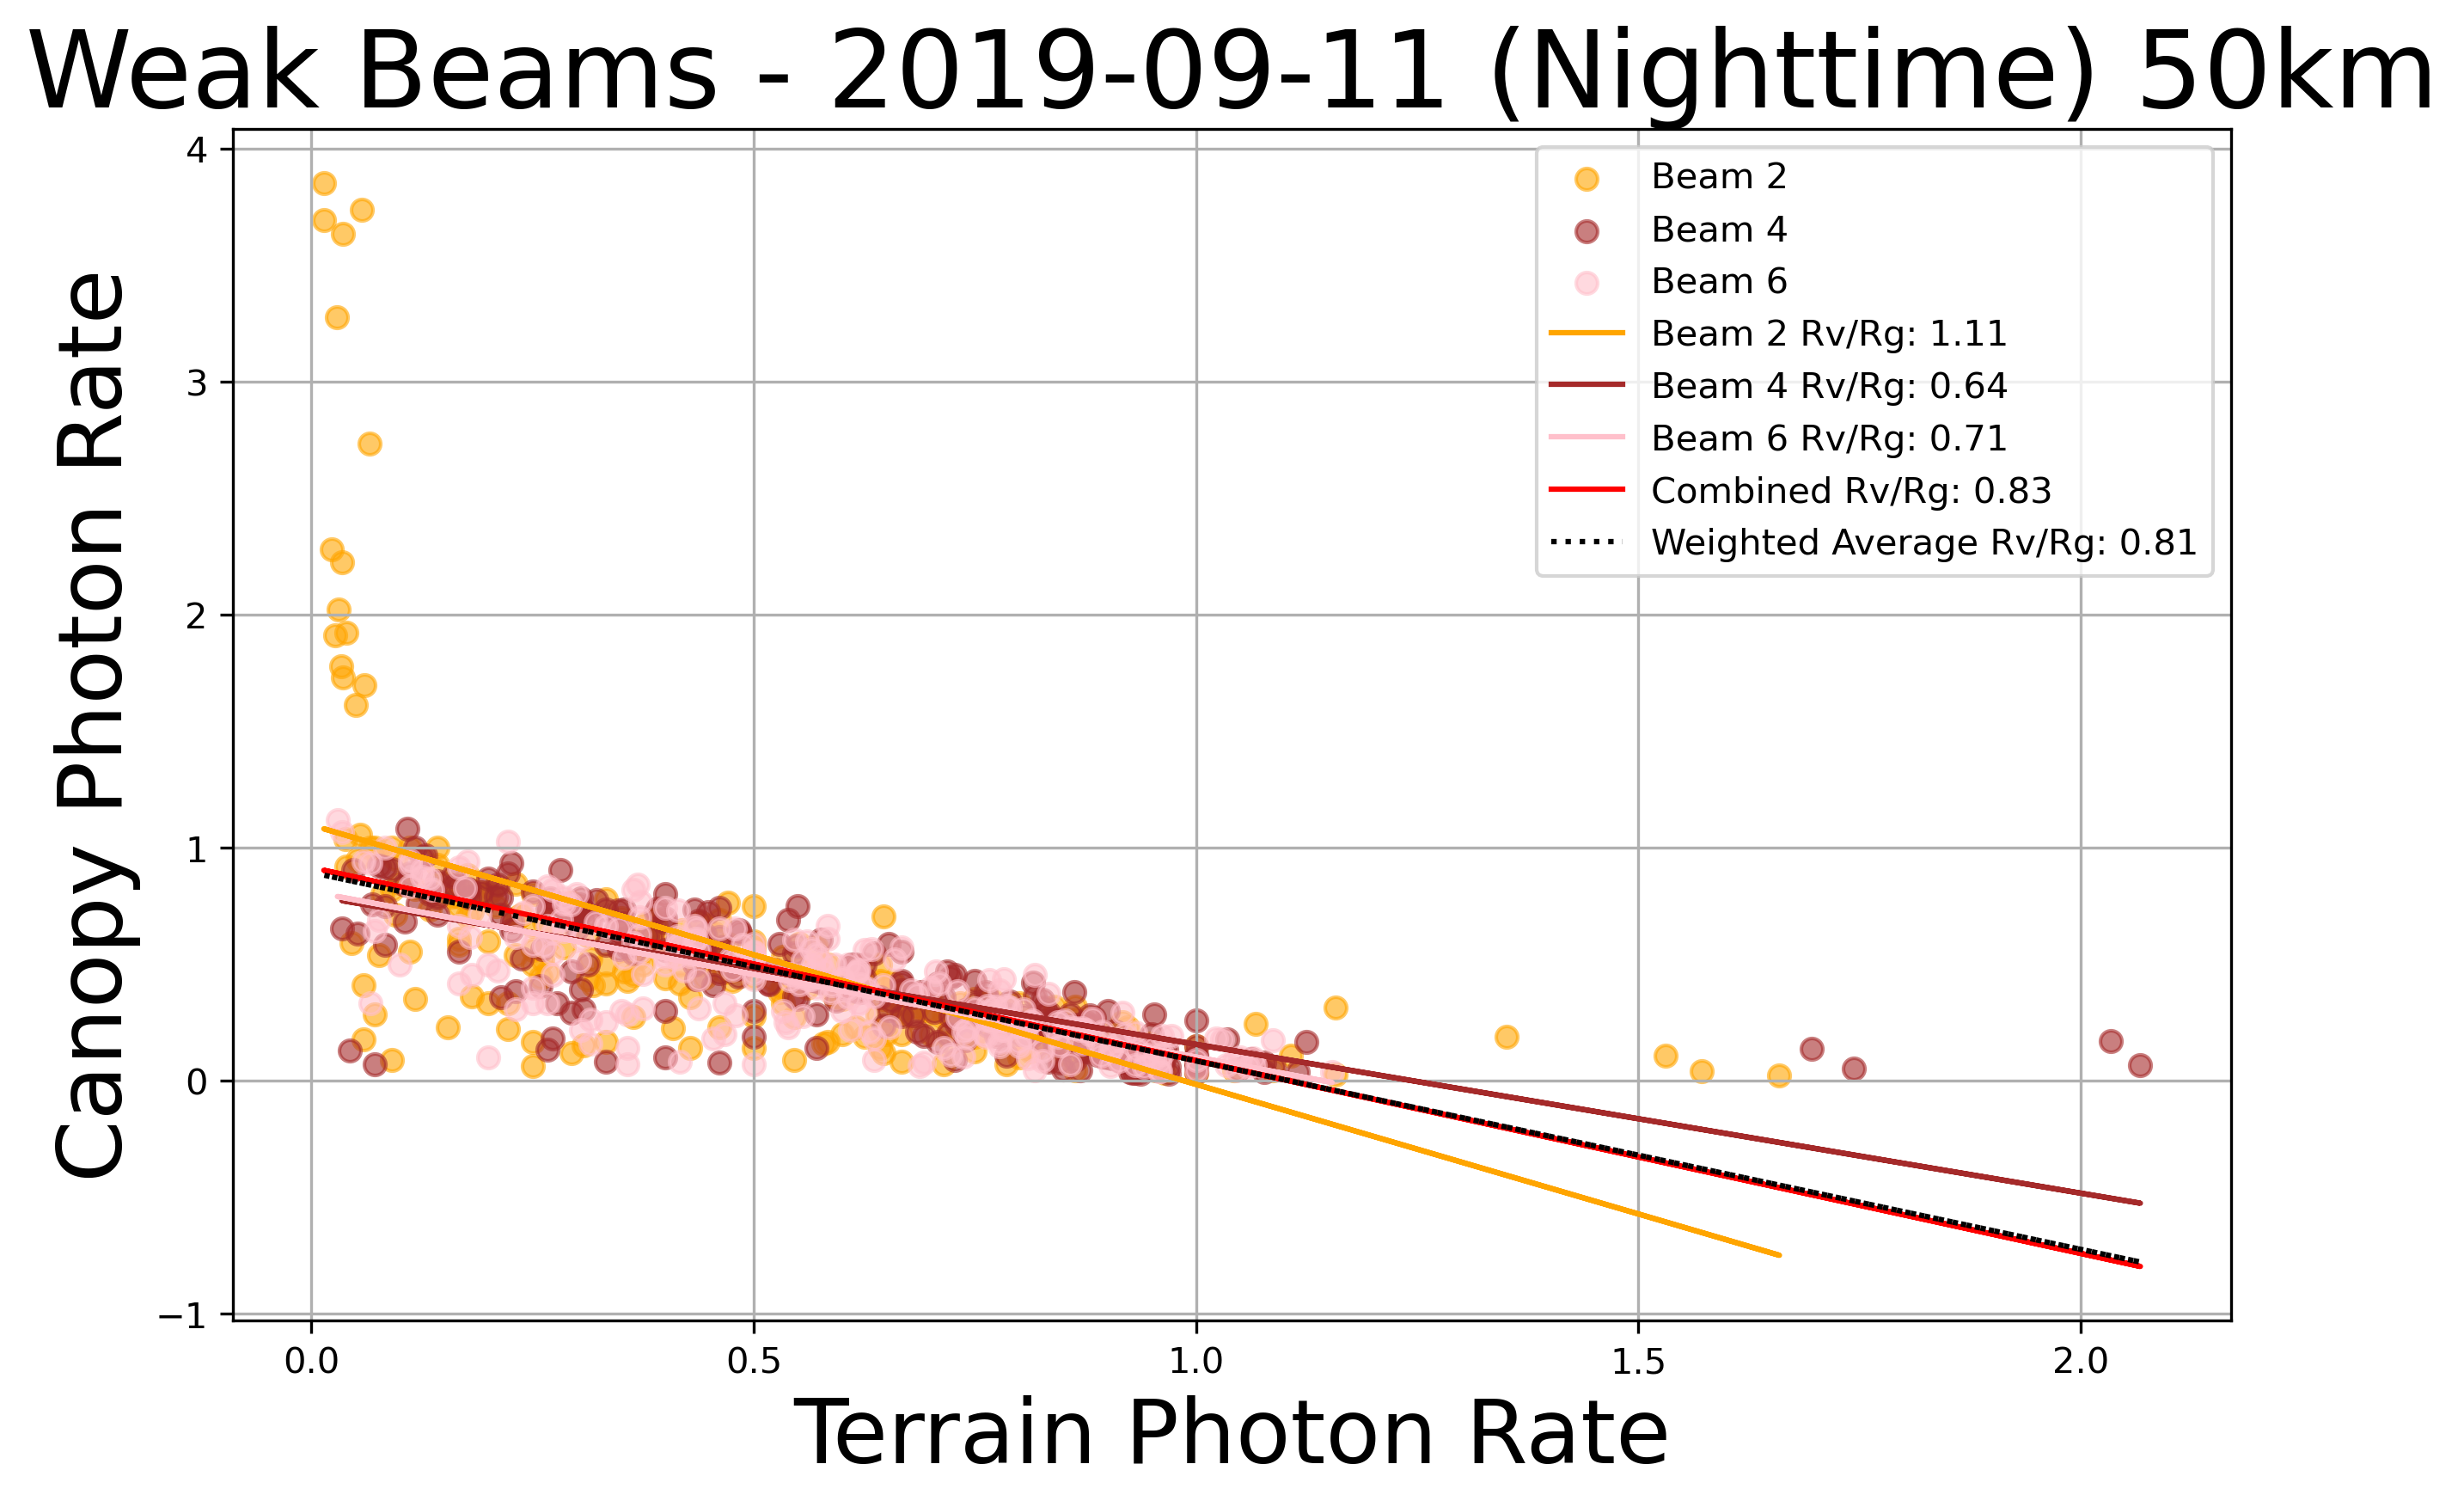 Weak Beams - 2019-09-11 (Nighttime) 50km
Canopy Photon Rate
4
3
2
1
0
−1
Beam 2
Beam 4
Beam 6
Beam 2 Rv/Rg: 1.11
Beam 4 Rv/Rg: 0.64
Beam 6 Rv/Rg: 0.71
Combined Rv/Rg: 0.83
Weighted Average Rv/Rg: 0.81
0.0 0.5 1.0 1.5 2.0
Terrain Photon Rate